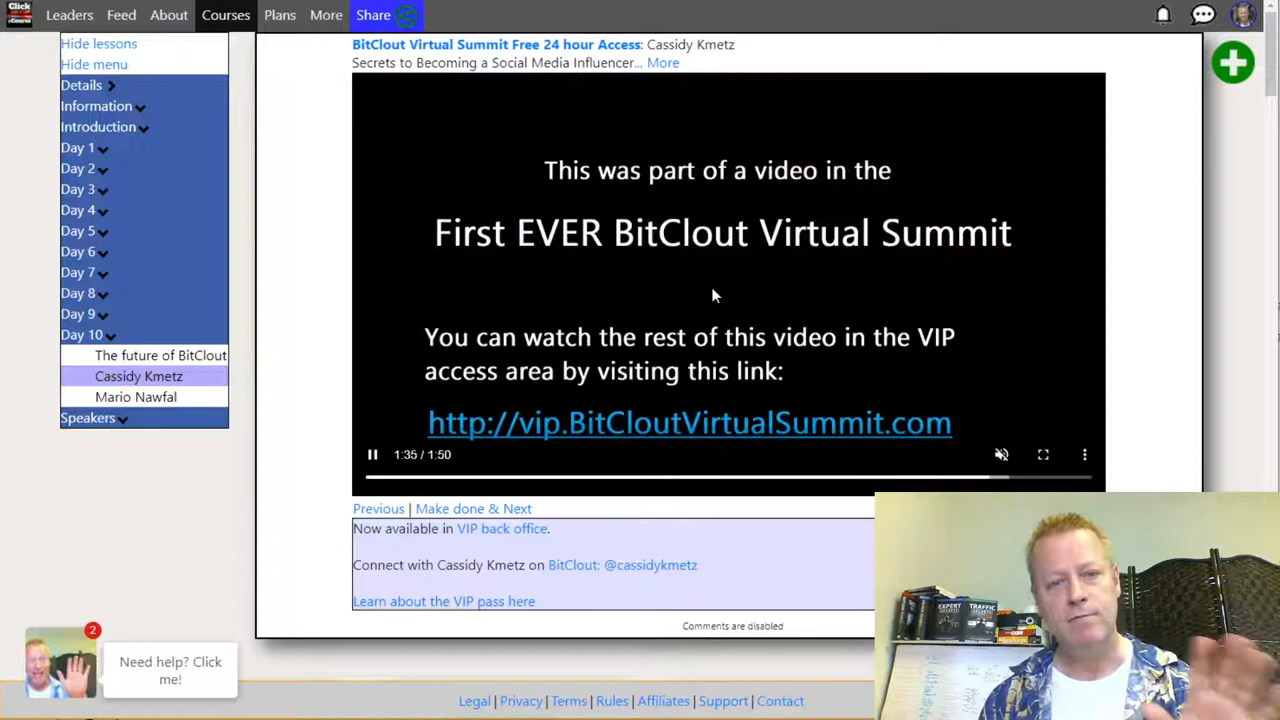 Click
Leaders Feed About Courses Plans More Share
Hide lessons
Hide menu
Details
Information
Introduction
Day 1
Day 2
Day 3
Day 4
Day 5
Day 6
Day 7
Day 8
Day 9
Day 10
The future of BitClout
Cassidy Kmetz
Mario Nawfal
Speakers
BitClout Virtual Summit Free 24 hour Access: Cassidy Kmetz
Secrets to Becoming a Social Media Influencer... More
This was part of a video in the
First EVER BitClout Virtual Summit
You can watch the rest of this video in the VIP
access area by visiting this link:
http://vip.BitCloutVirtualSummit.com
1:35 / 1:50
Previous | Make done & Next
Now available in VIP back office.
Connect with Cassidy Kmetz on BitClout: @cassidykmetz
Learn about the VIP pass here
Comments are disabled
EXPERT
SECRETS
TRAFFIC
SECRETS
2
Need help? Click
me!
Legal | Privacy | Terms | Rules | Affiliates | Support | Contact